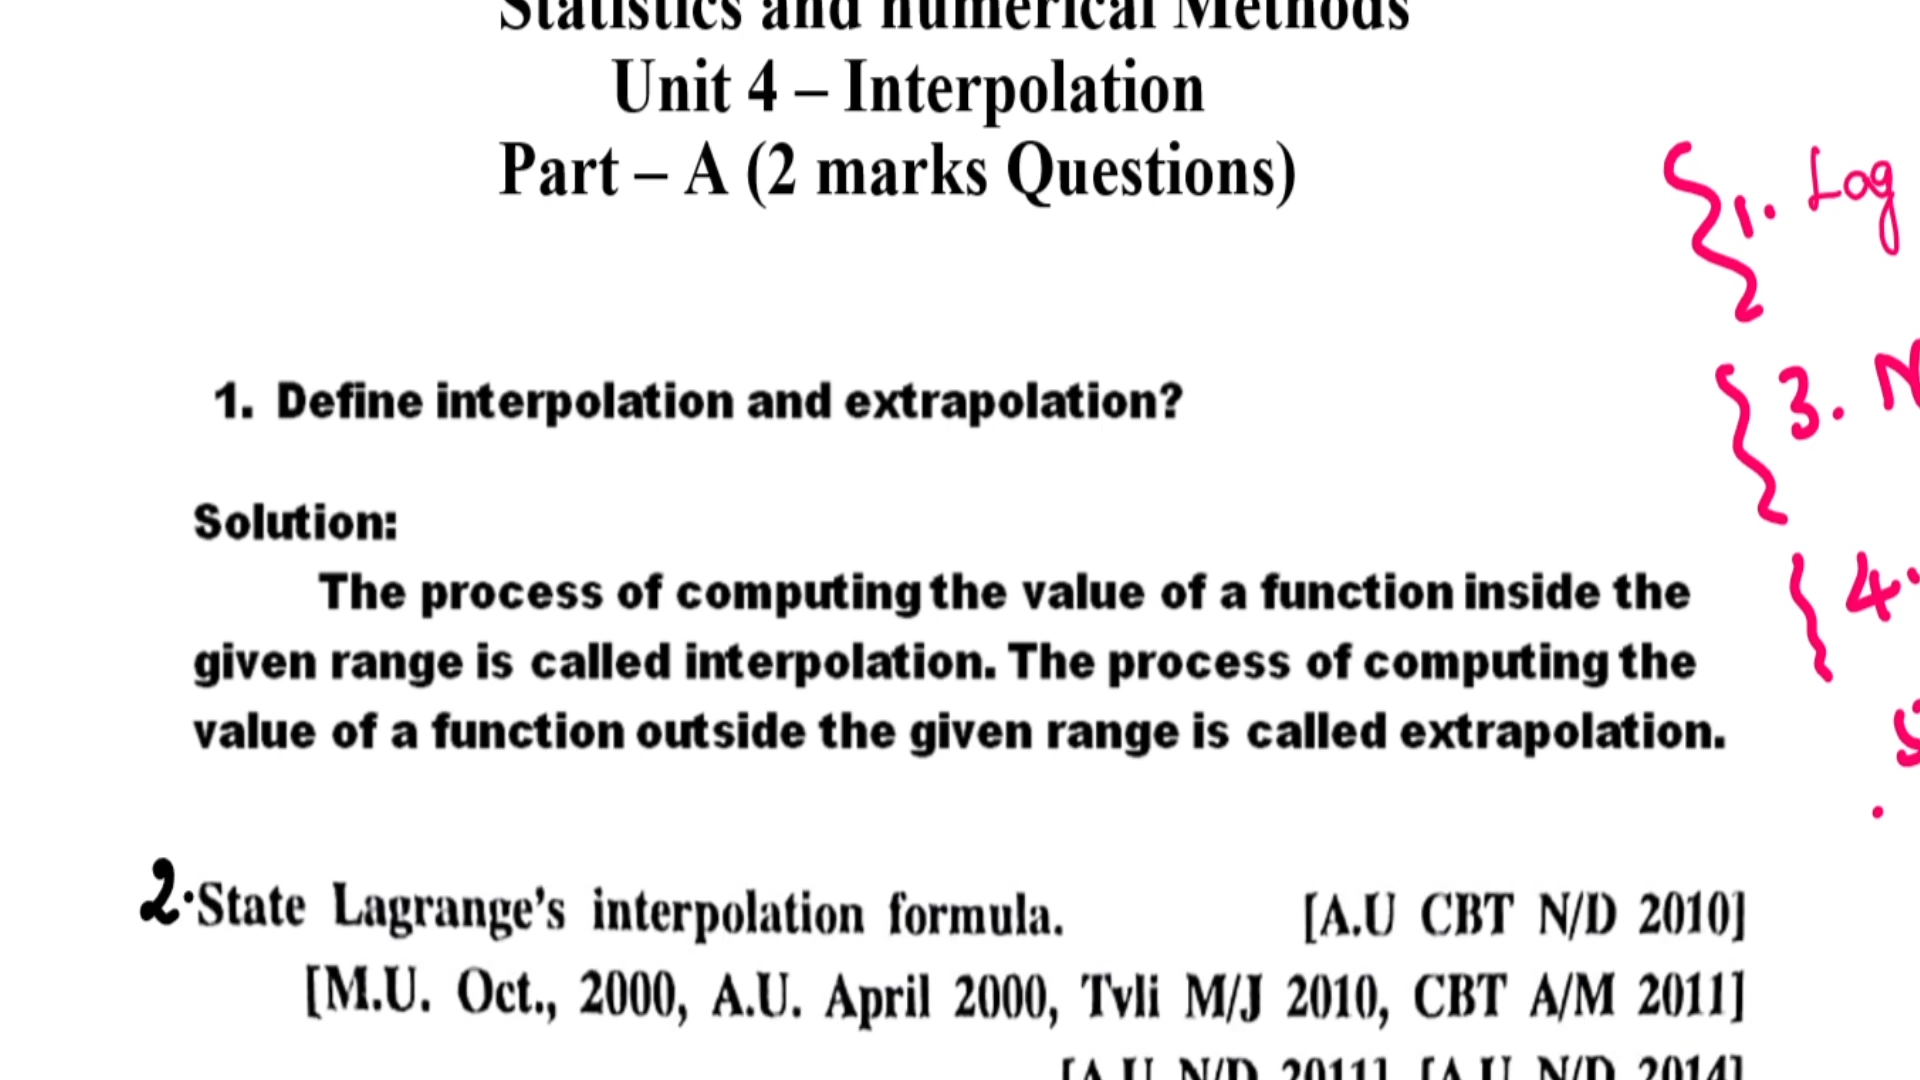 Statistics and numerical Methods
Unit 4 – Interpolation
Part – A (2 marks Questions)
1. Log
3. N
4.
1. Define interpolation and extrapolation?
Solution:
The process of computing the value of a function inside the
given range is called interpolation. The process of computing the
value of a function outside the given range is called extrapolation.
2. State Lagrange's interpolation formula. [A.U CBT N/D 2010]
[M.U. Oct., 2000, A.U. April 2000, Tvli M/J 2010, CBT A/M 2011]
[A.U N/D 2011] [A.U N/D 2014]